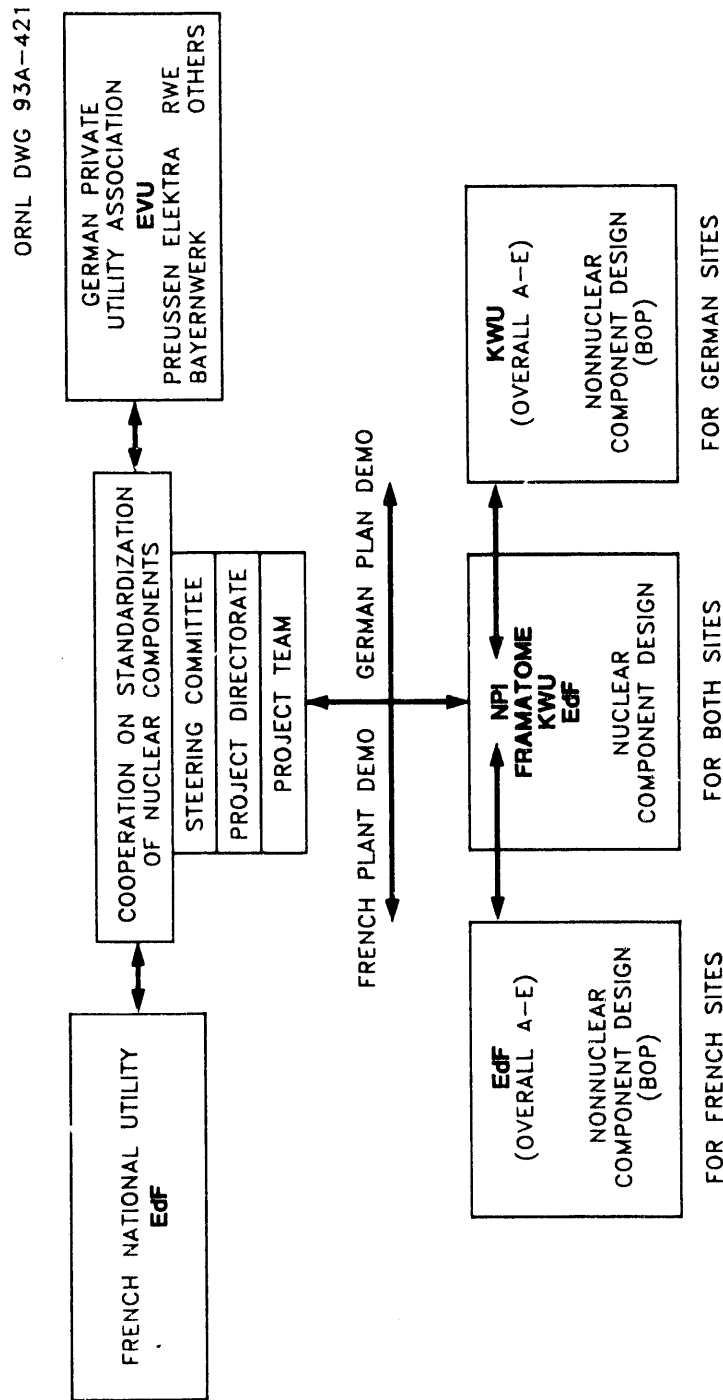 ORNL DWG 93A-421
FRENCH NATIONAL UTILITY
EdF
COOPERATION ON STANDARDIZATION
OF NUCLEAR COMPONENTS
STEERING COMMITTEE
PROJECT DIRECTORATE
PROJECT TEAM
GERMAN PRIVATE
UTILITY ASSOCIATION
EVU
PREUSSEN ELEKTRA RWE
BAYERNWERK OTHERS
FRENCH PLANT DEMO GERMAN PLAN DEMO
EdF
(OVERALL A-E)
NONNUCLEAR
COMPONENT DESIGN
(BOP)
FOR FRENCH SITES
NPI
FRAMATOME
KWU
EdF
NUCLEAR
COMPONENT DESIGN
FOR BOTH SITES
KWU
(OVERALL A-E)
NONNUCLEAR
COMPONENT DESIGN
(BOP)
FOR GERMAN SITES